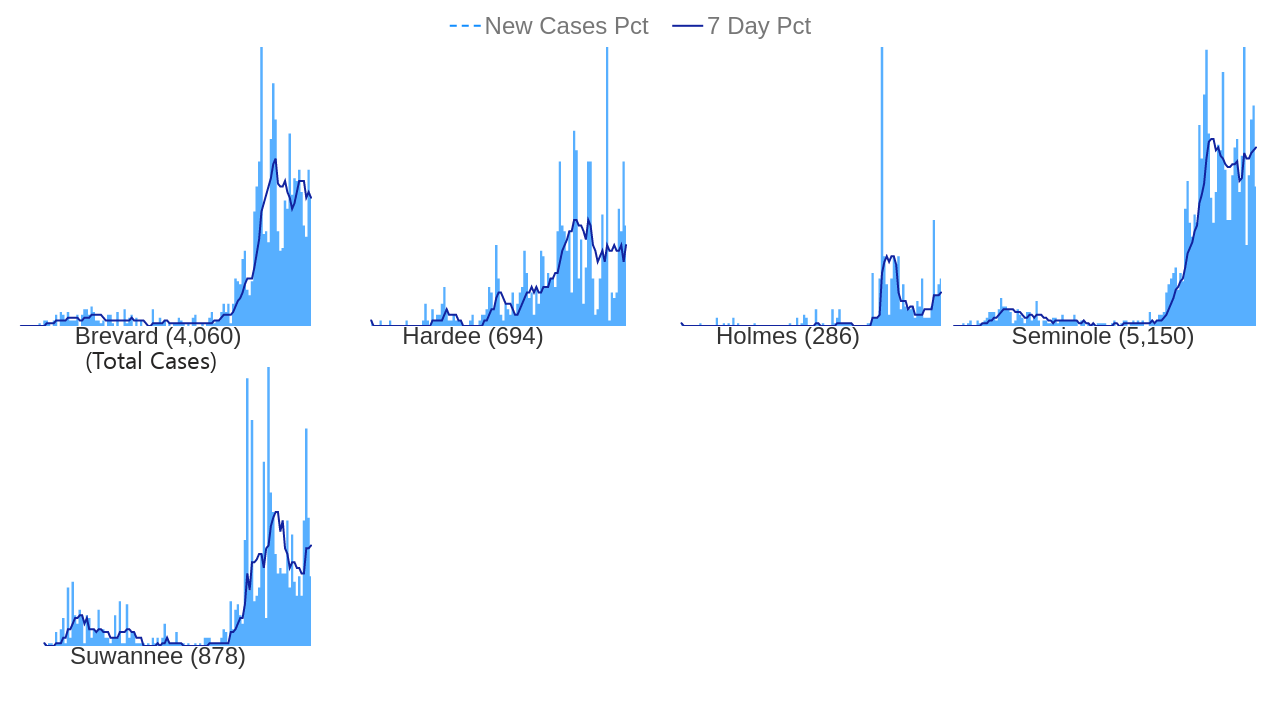 New Cases Pct 7 Day Pct
Brevard (4,060) Hardee (694) Holmes (286) Seminole (5,150)
(Total Cases)
Suwannee (878)